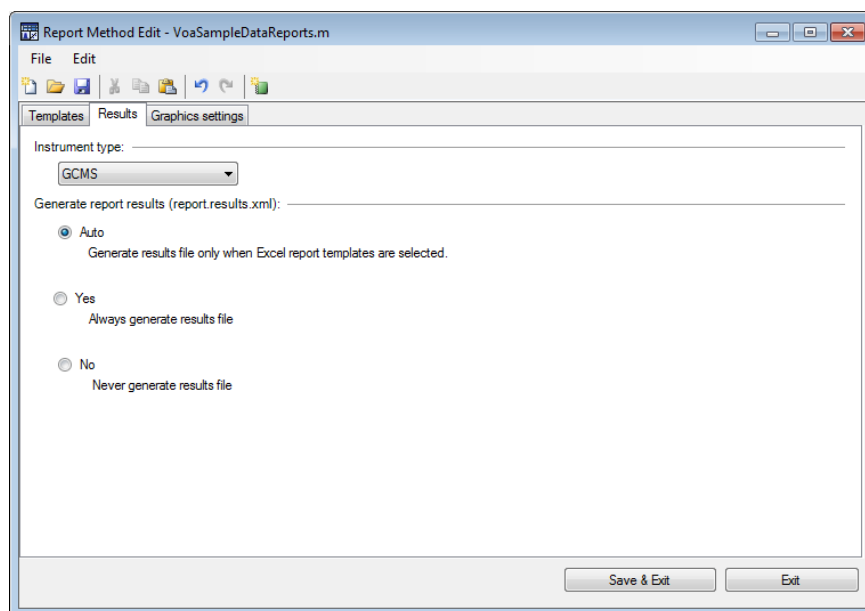 Report Method Edit - VoaSampleDataReports.m
File Edit
Templates Results Graphics settings
Instrument type:
GCMS
Generate report results (report.results.xml):
Auto
Generate results file only when Excel report templates are selected.
Yes
Always generate results file
No
Never generate results file
Save & Exit Exit